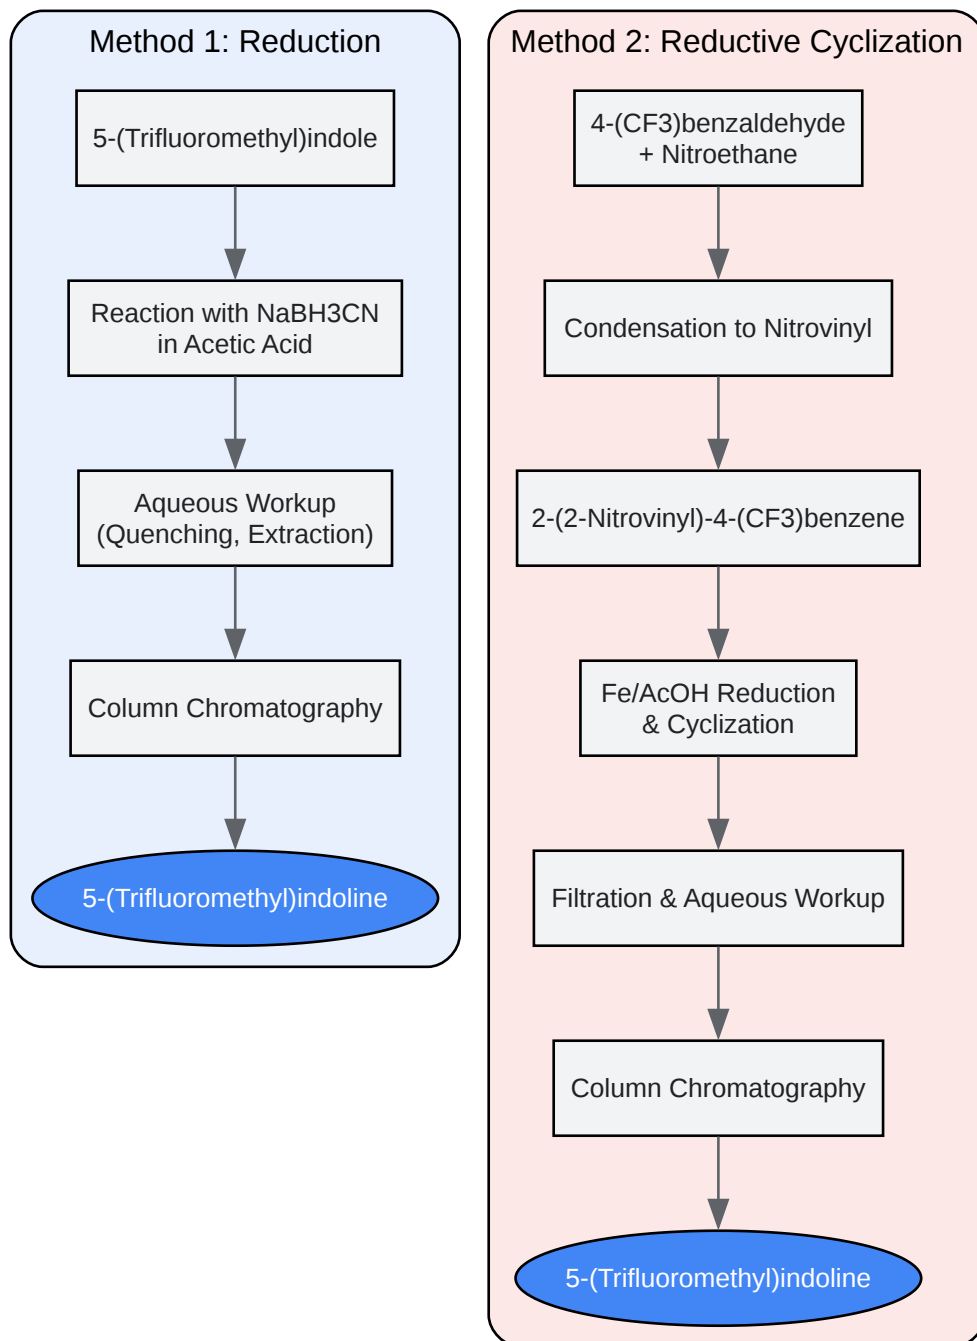 Method 1: Reduction
5-(Trifluoromethyl)indole
Reaction with NaBH3CN
in Acetic Acid
Aqueous Workup
(Quenching, Extraction)
Column Chromatography
5-(Trifluoromethyl)indoline
Method 2: Reductive Cyclization
4-(CF3)benzaldehyde
+ Nitroethane
Condensation to Nitrovinyl
2-(2-Nitrovinyl)-4-(CF3)benzene
Fe/AcOH Reduction
& Cyclization
Filtration & Aqueous Workup
Column Chromatography
5-(Trifluoromethyl)indoline